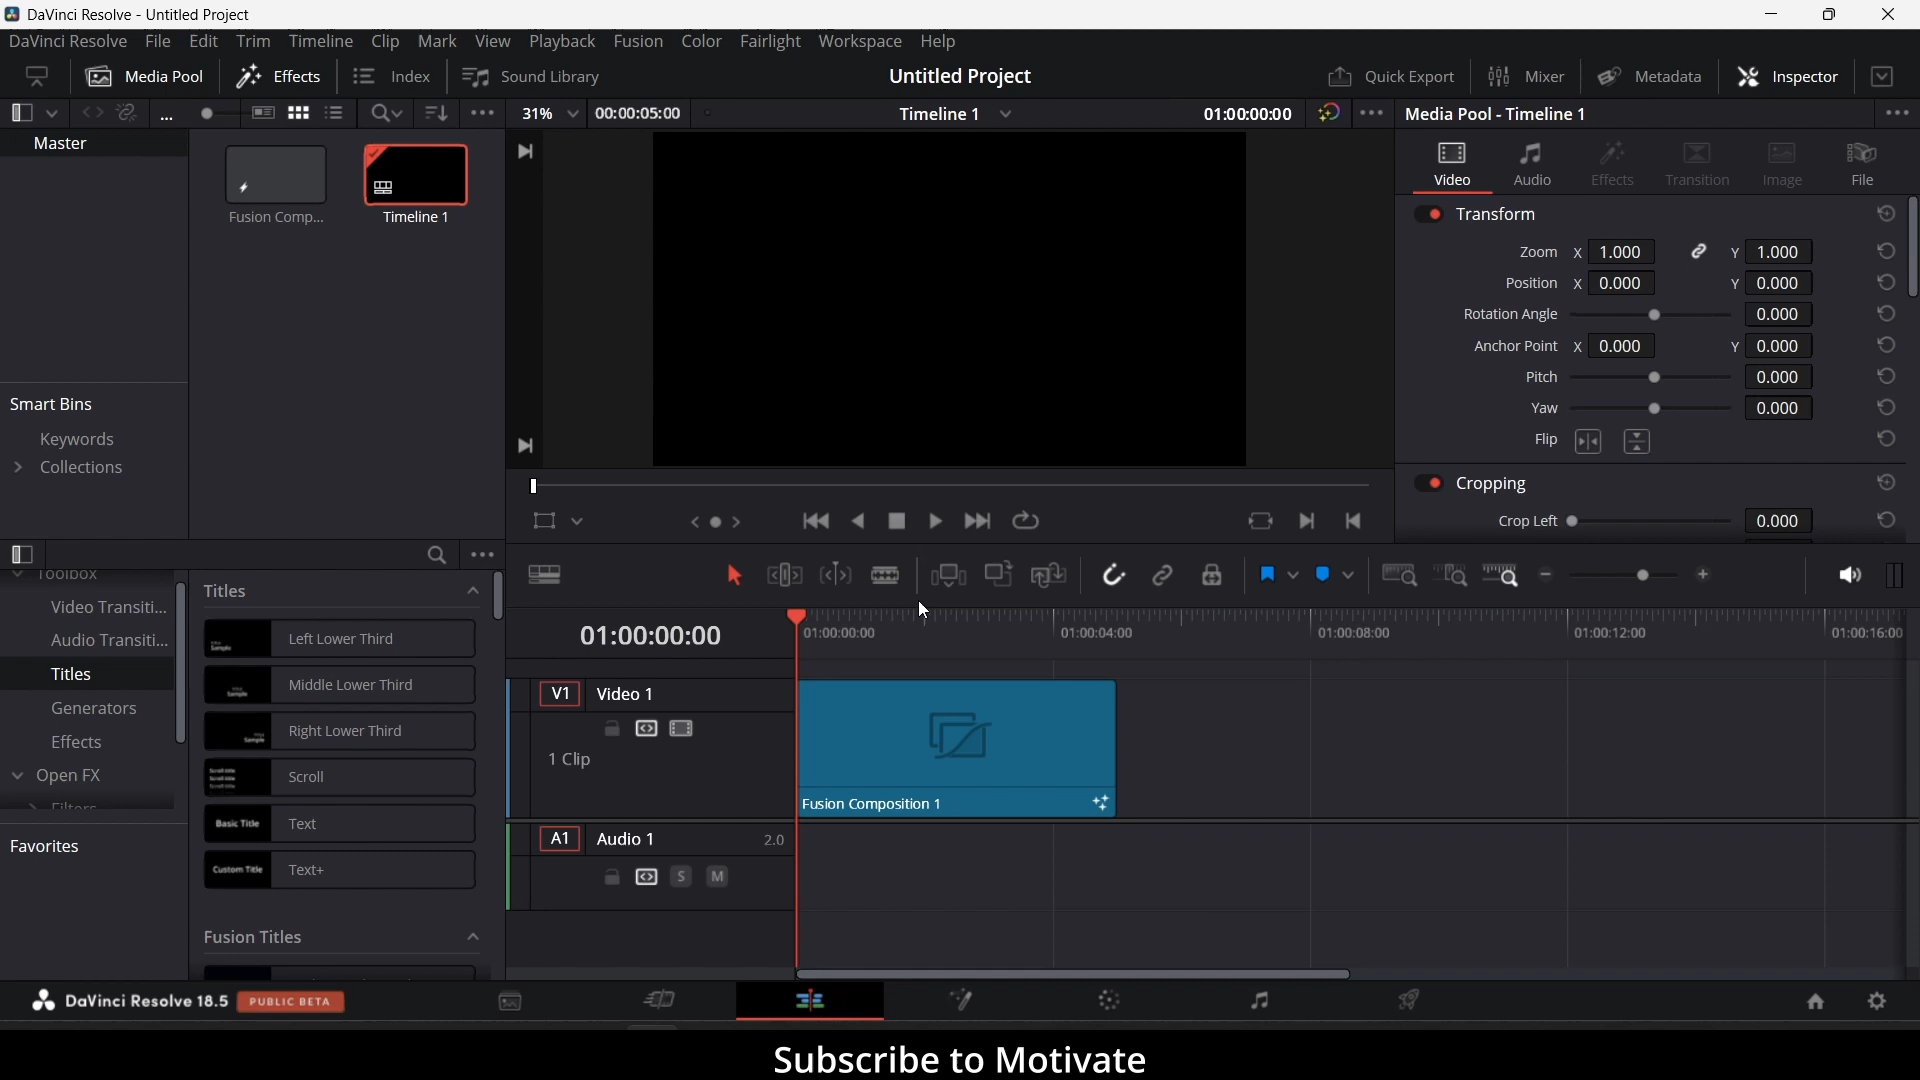 DaVinci Resolve - Untitled Project
DaVinci Resolve File Edit Trim Timeline Clip Mark View Playback Fusion Color Fairlight Workspace Help
Media Pool Effects Index Sound Library Untitled Project Quick Export Mixer Metadata Inspector
... 31% 00:00:05:00 Timeline 1 01:00:00:00 Media Pool - Timeline 1
Master
Fusion Comp...
Timeline 1
Smart Bins
Keywords
Collections
Video Audio Effects Transition Image File
Transform
Zoom X 1.000 Y 1.000
Position X 0.000 Y 0.000
Rotation Angle 0.000
Anchor Point X 0.000 Y 0.000
Pitch 0.000
Yaw 0.000
Flip
Cropping
Crop Left 0.000
Toolbox
Video Transiti...
Audio Transiti...
Titles
Generators
Effects
Open FX
Filters
Favorites
Titles
Left Lower Third
Middle Lower Third
Right Lower Third
Scroll
Basic Title Text
Custom Title Text+
Fusion Titles
01:00:00:00
01:00:00:00 01:00:04:00 01:00:08:00 01:00:12:00 01:00:16:00
V1 Video 1
1 Clip
Fusion Composition 1
A1 Audio 1 2.0
S M
DaVinci Resolve 18.5 PUBLIC BETA
Subscribe to Motivate